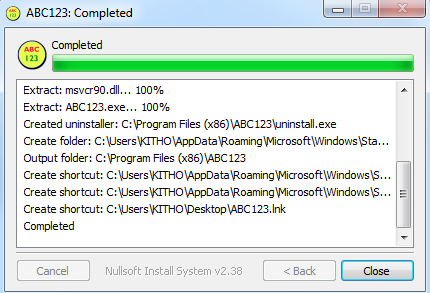 ABC123: Completed
ABC
123
Completed
Extract: msvcr90.dll... 100%
Extract: ABC123.exe... 100%
Created uninstaller: C:\Program Files (x86)\ABC123\uninstall.exe
Create folder: C:\Users\KITHO\AppData\Roaming\Microsoft\Windows\Sta...
Output folder: C:\Program Files (x86)\ABC123
Create shortcut: C:\Users\KITHO\AppData\Roaming\Microsoft\Windows\S...
Create shortcut: C:\Users\KITHO\AppData\Roaming\Microsoft\Windows\S...
Create shortcut: C:\Users\KITHO\Desktop\ABC123.lnk
Completed
Cancel
Nullsoft Install System v2.38
< Back
Close